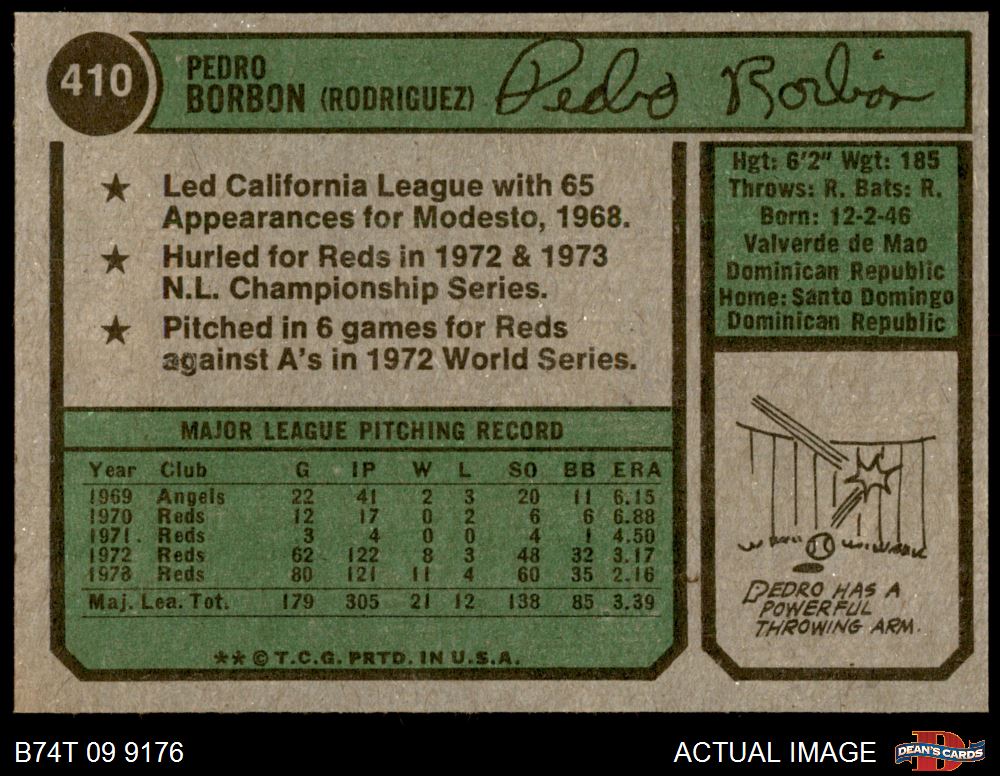 410
PEDRO
BORBON (RODRIGUEZ)
Pedro Borbón
★ Led California League with 65
Appearances for Modesto, 1968.
★ Hurled for Reds in 1972 & 1973
N.L. Championship Series.
★ Pitched in 6 games for Reds
against A's in 1972 World Series.
Hgt: 6'2" Wgt: 185
Throws: R. Bats: R.
Born: 12-2-46
Valverde de Mao
Dominican Republic
Home: Santo Domingo
Dominican Republic
MAJOR LEAGUE PITCHING RECORD
Year Club G IP W L SO BB ERA
1969 Angels 22 41 2 3 20 11 6.15
1970 Reds 12 17 0 2 6 6 6.88
1971. Reds 3 4 0 0 4 1 4.50
1972 Reds 62 122 8 3 48 32 3.17
1973 Reds 80 121 11 4 60 35 2.16
Maj. Lea. Tot. 179 305 21 12 138 85 3.39
**© T.C.G. PRTD. IN U.S.A.
PEDRO HAS A
POWERFUL
THROWING ARM.
B74T 09 9176
ACTUAL IMAGE
DEAN'S CARDS